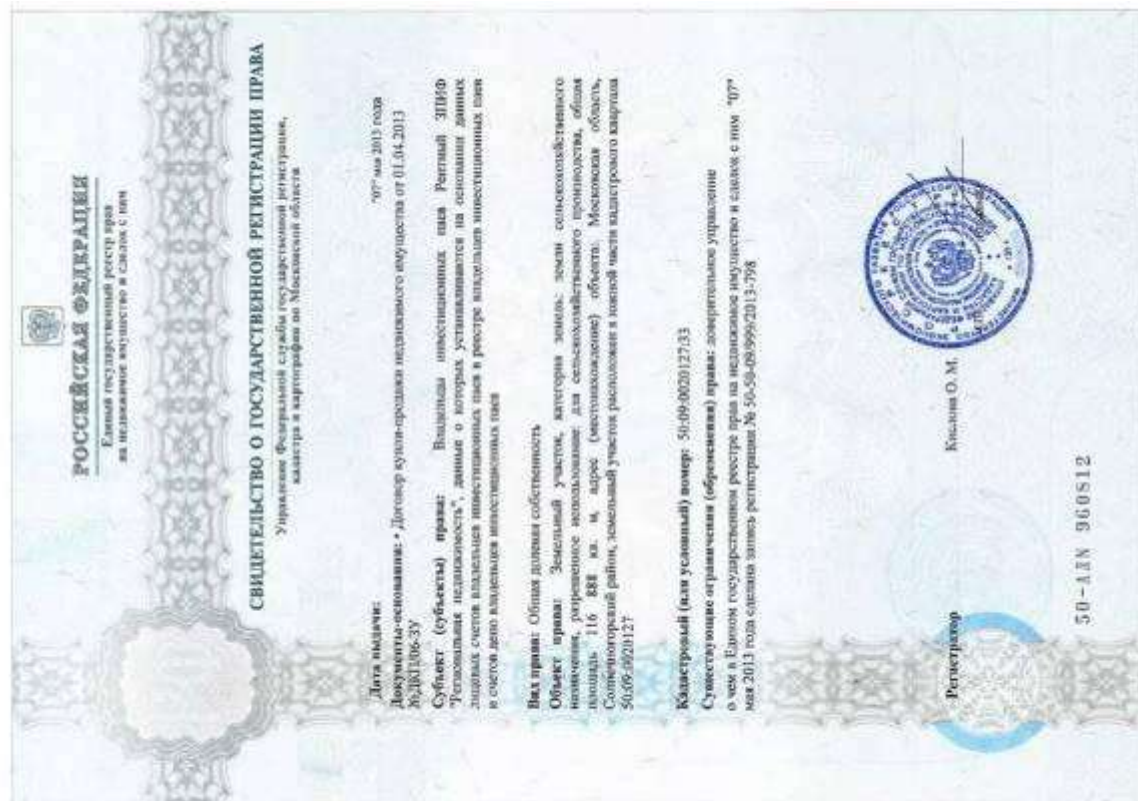 РОССИЙСКАЯ ФЕДЕРАЦИЯ
Единый государственный реестр прав
на недвижимое имущество и сделок с ним
СВИДЕТЕЛЬСТВО О ГОСУДАРСТВЕННОЙ РЕГИСТРАЦИИ ПРАВА
Управление Федеральной службы государственной регистрации,
кадастра и картографии по Московской области
Дата выдачи: "07" мая 2013 года
Документы-основания: • Договор купли-продажи недвижимого имущества от 01.04.2013
№ДКП/06-ЗУ
Субъект (субъекты) права: Владельцы инвестиционных паев Рентный ЗПИФ
"Региональная недвижимость", данные о которых устанавливаются на основании данных
лицевых счетов владельцев инвестиционных паев в реестре владельцев инвестиционных паев
и счетов депо владельцев инвестиционных паев
Вид права: Общая долевая собственность
Объект права: Земельный участок, категория земель: земли сельскохозяйственного
назначения, разрешенное использование: для сельскохозяйственного производства, общая
площадь 116 888 кв. м, адрес (местонахождение) объекта: Московская область,
Солнечногорский район, земельный участок расположен в южной части кадастрового квартала
50:09:0020127
Кадастровый (или условный) номер: 50:09:0020127:33
Существующие ограничения (обременения) права: доверительное управление
о чем в Едином государственном реестре прав на недвижимое имущество и сделок с ним "07"
мая 2013 года сделана запись регистрации № 50-50-09/999/2013-798
Регистратор Кислова О. М.
50-АIN 960812